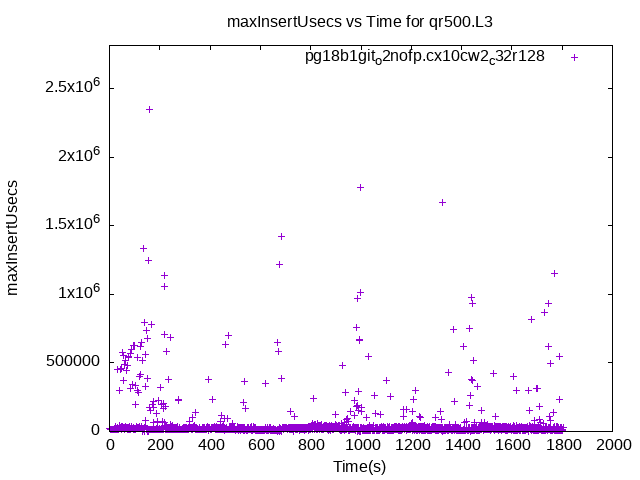 maxInsertUsecs vs Time for qr500.L3
pg18b1git_o2nofp.cx10cw2_c32r128
maxInsertUsecs
2.5x10^6
2x10^6
1.5x10^6
1x10^6
500000
0
0 200 400 600 800 1000 1200 1400 1600 1800 2000
Time(s)